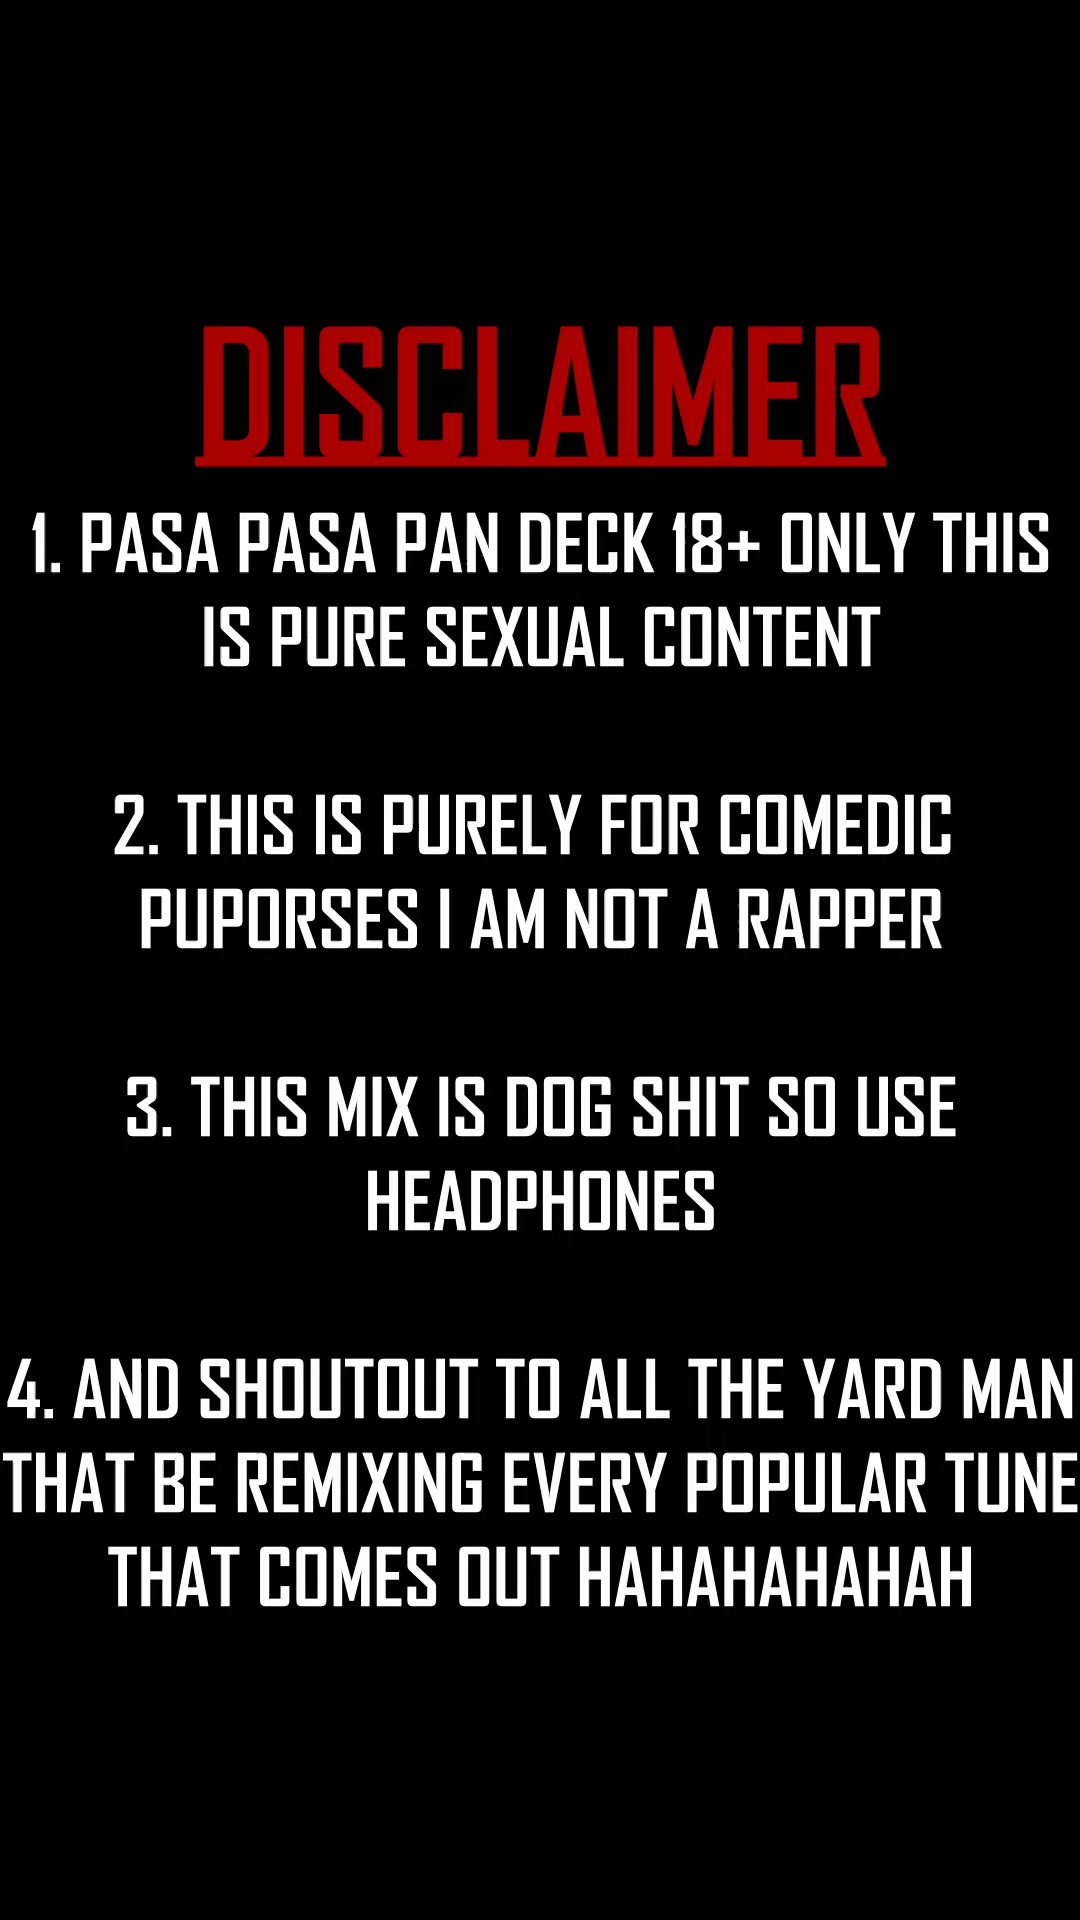 DISCLAIMER
1. PASA PASA PAN DECK 18+ ONLY THIS
IS PURE SEXUAL CONTENT
2. THIS IS PURELY FOR COMEDIC
PUPORSES I AM NOT A RAPPER
3. THIS MIX IS DOG SHIT SO USE
HEADPHONES
4. AND SHOUTOUT TO ALL THE YARD MAN
THAT BE REMIXING EVERY POPULAR TUNE
THAT COMES OUT HAHAHAHAHAH